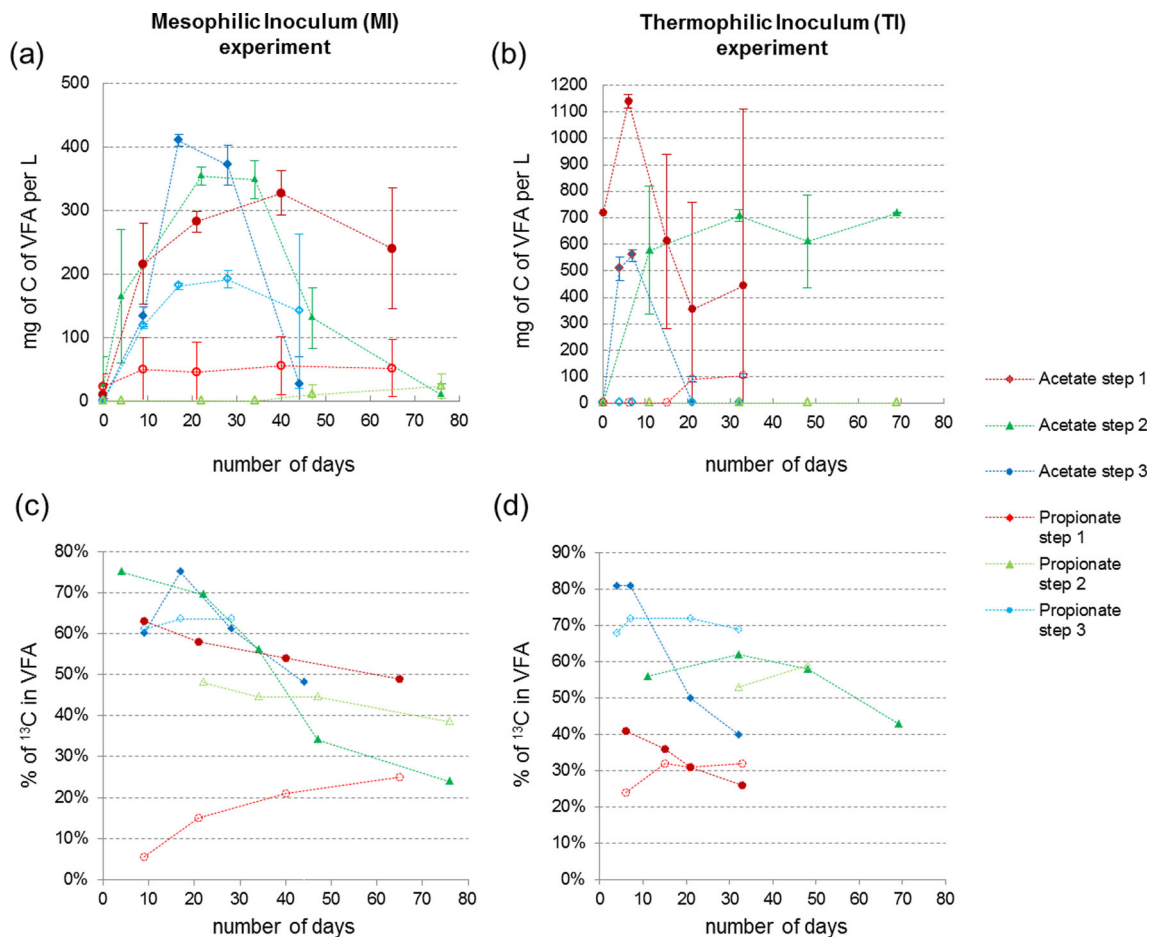 Mesophilic Inoculum (MI)
experiment
Thermophilic Inoculum (TI)
experiment
(a)
(b)
mg of C of VFA per L
500
400
300
200
100
0
0 10 20 30 40 50 60 70 80
number of days
mg of C of VFA per L
1200
1100
1000
900
800
700
600
500
400
300
200
100
0
0 10 20 30 40 50 60 70 80
number of days
Acetate step 1
Acetate step 2
Acetate step 3
Propionate
step 1
Propionate
step 2
Propionate
step 3
(c)
(d)
% of ¹³C in VFA
80%
70%
60%
50%
40%
30%
20%
10%
0%
0 10 20 30 40 50 60 70 80
number of days
% of ¹³C in VFA
90%
80%
70%
60%
50%
40%
30%
20%
10%
0%
0 10 20 30 40 50 60 70 80
number of days